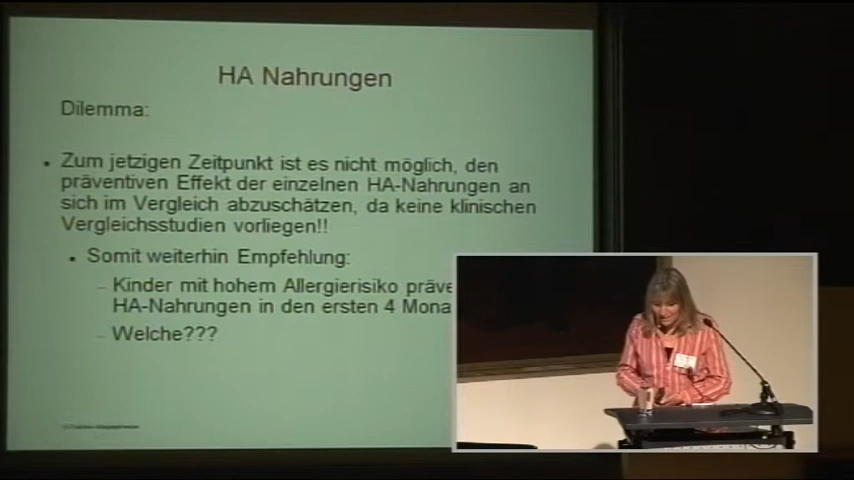 HA Nahrungen
Dilemma:
Zum jetzigen Zeitpunkt ist es nicht möglich, den
präventiven Effekt der einzelnen HA-Nahrungen an
sich im Vergleich abzuschätzen, da keine klinischen
Vergleichsstudien vorliegen!!
Somit weiterhin Empfehlung:
Kinder mit hohem Allergierisiko präve
HA-Nahrungen in den ersten 4 Mona
Welche???